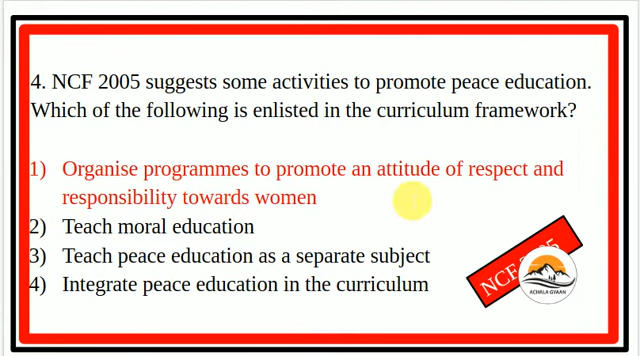 4. NCF 2005 suggests some activities to promote peace education.
Which of the following is enlisted in the curriculum framework?
1) Organise programmes to promote an attitude of respect and
responsibility towards women
2) Teach moral education
3) Teach peace education as a separate subject
4) Integrate peace education in the curriculum
NCF 2005
ACHALA GYAAN